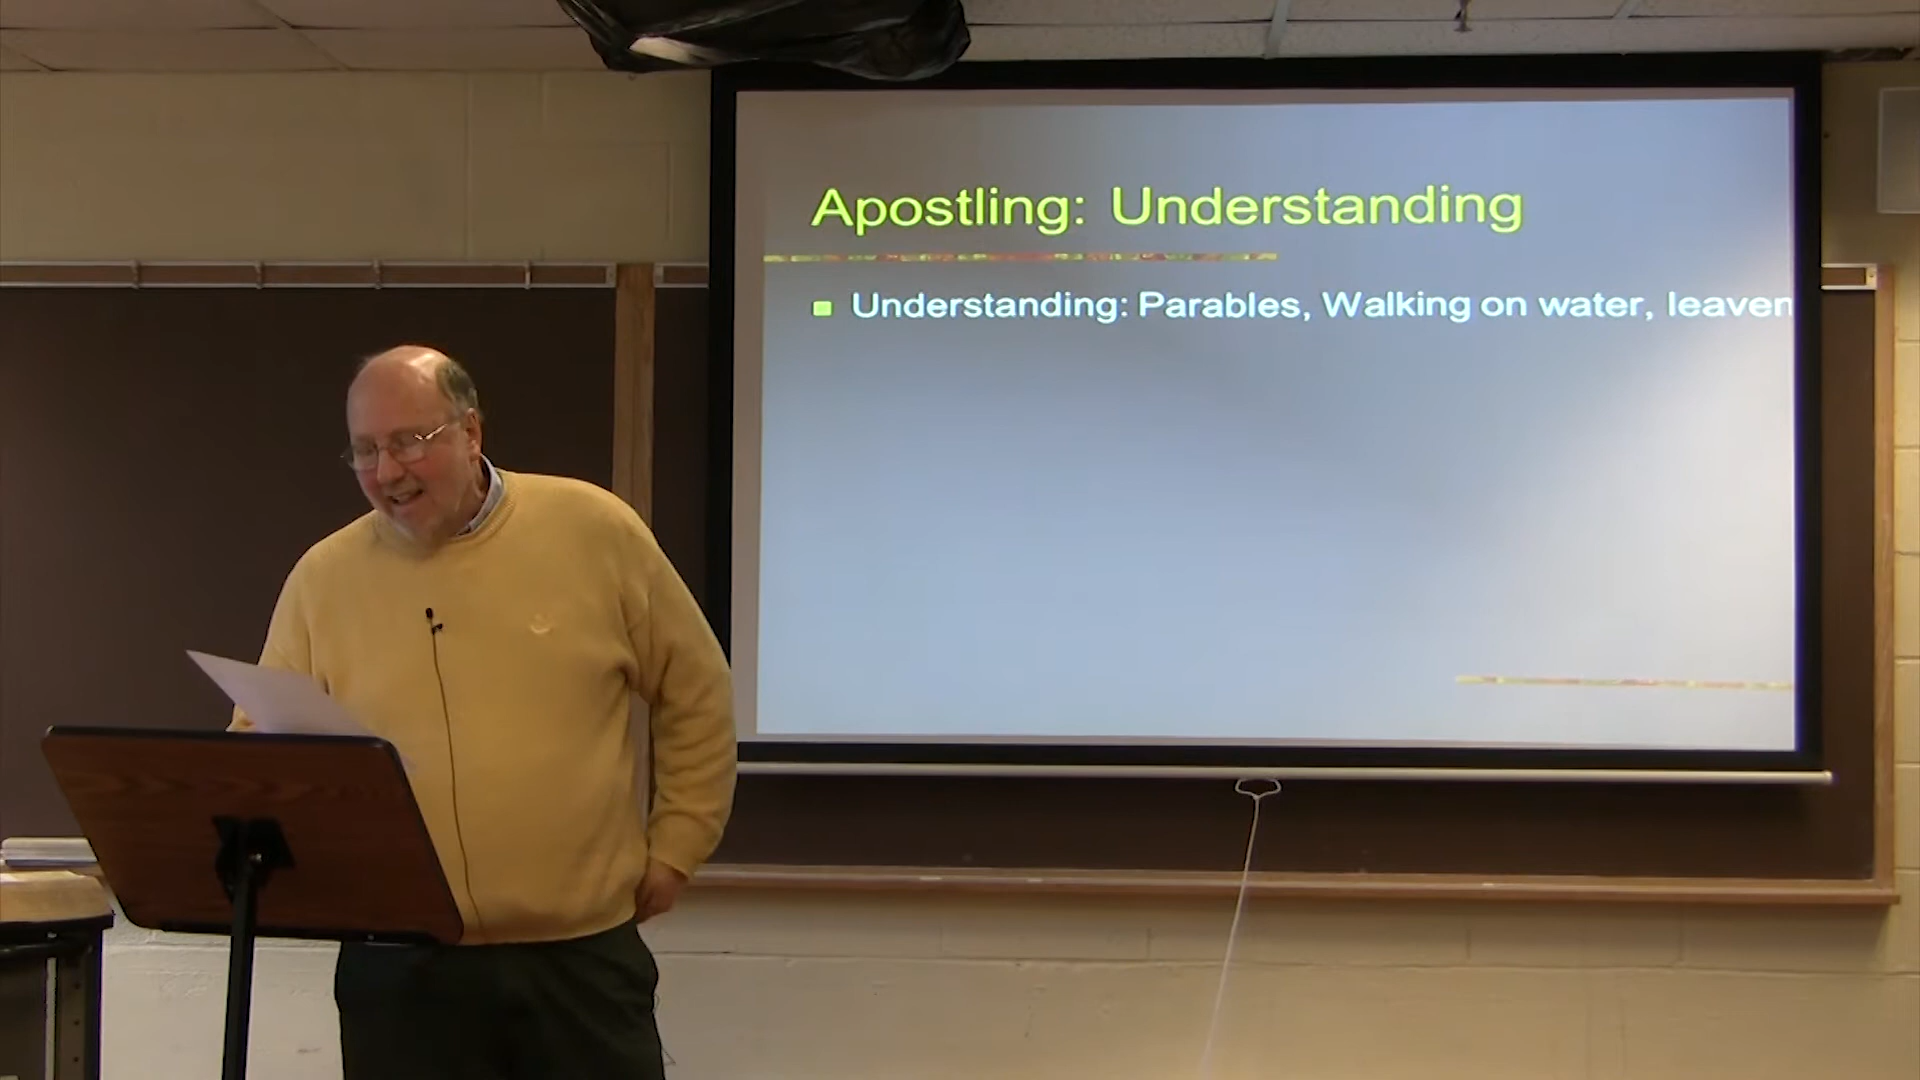 Apostling: Understanding
Understanding: Parables, Walking on water, leaven